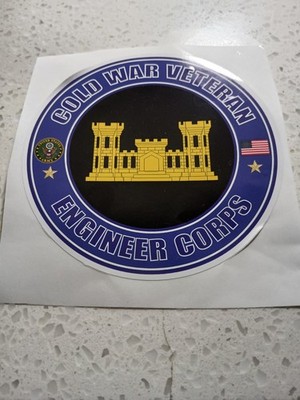 COLD WAR VETERAN
ENGINEER CORPS